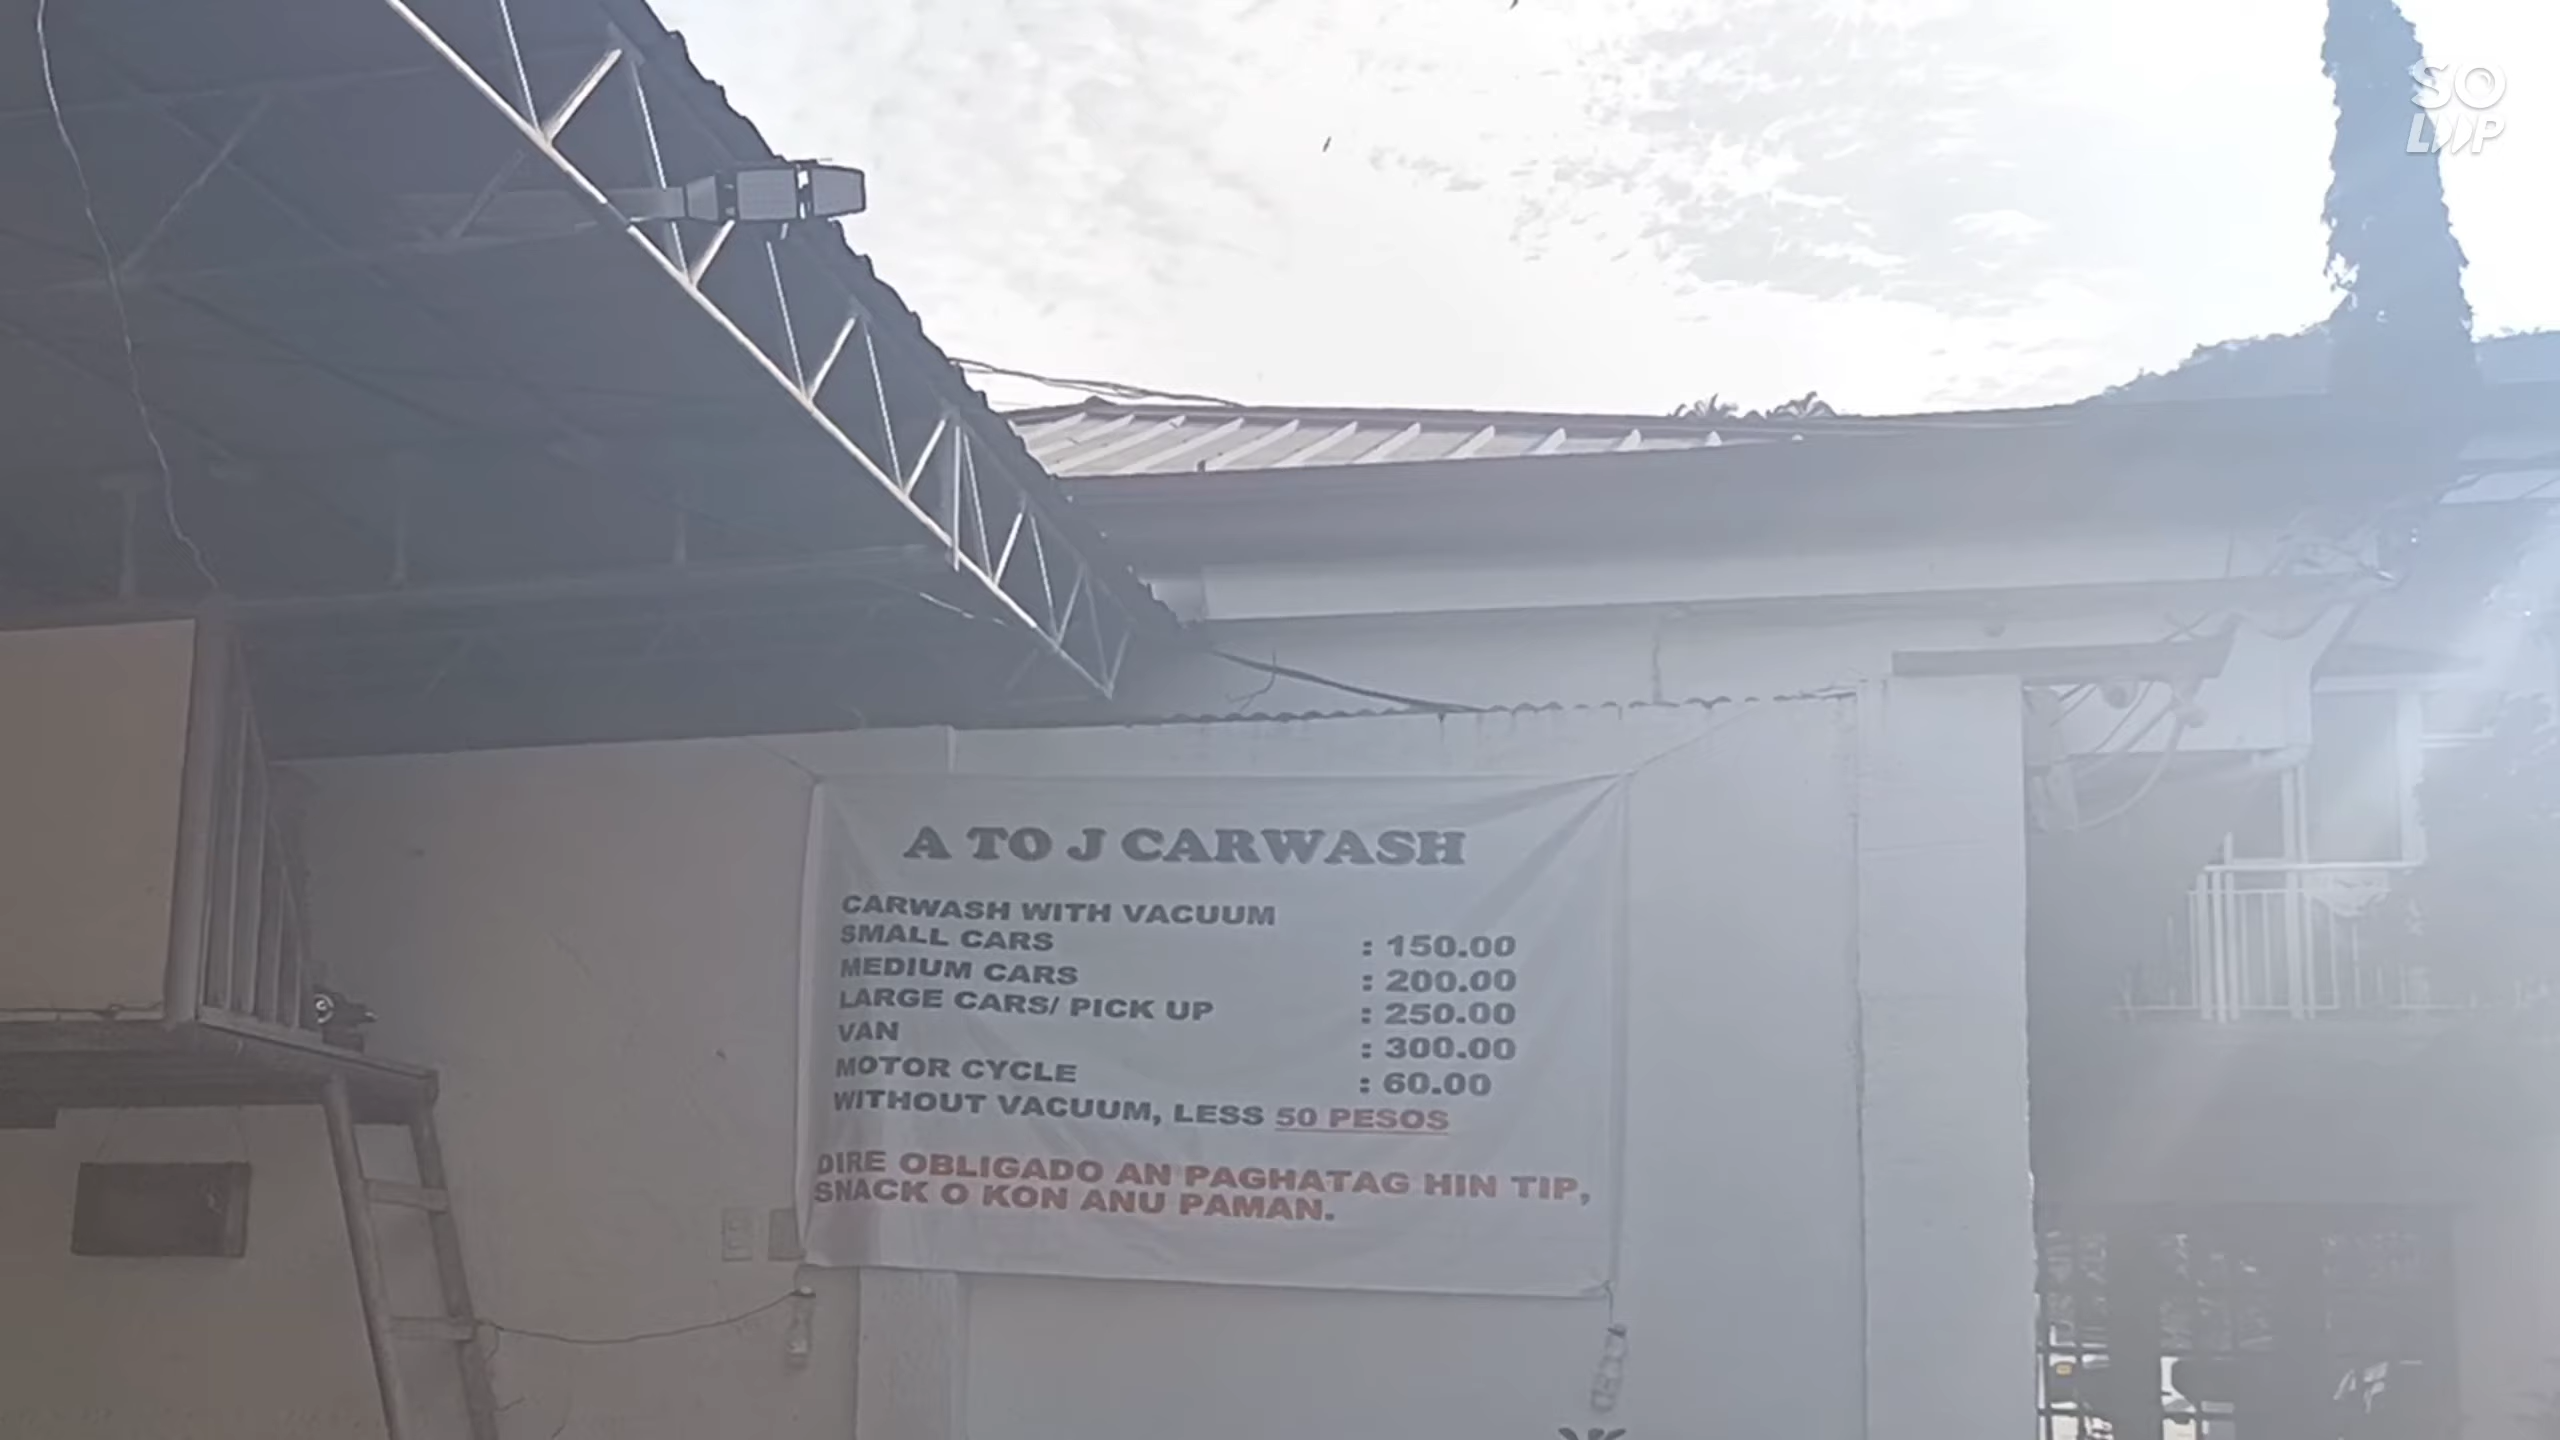 SO
LOOP
A TO J CARWASH
CARWASH WITH VACUUM
SMALL CARS : 150.00
MEDIUM CARS : 200.00
LARGE CARS/ PICK UP : 250.00
VAN : 300.00
MOTOR CYCLE : 60.00
WITHOUT VACUUM, LESS 50 PESOS
DIRE OBLIGADO AN PAGHATAG HIN TIP,
SNACK O KON ANU PAMAN.